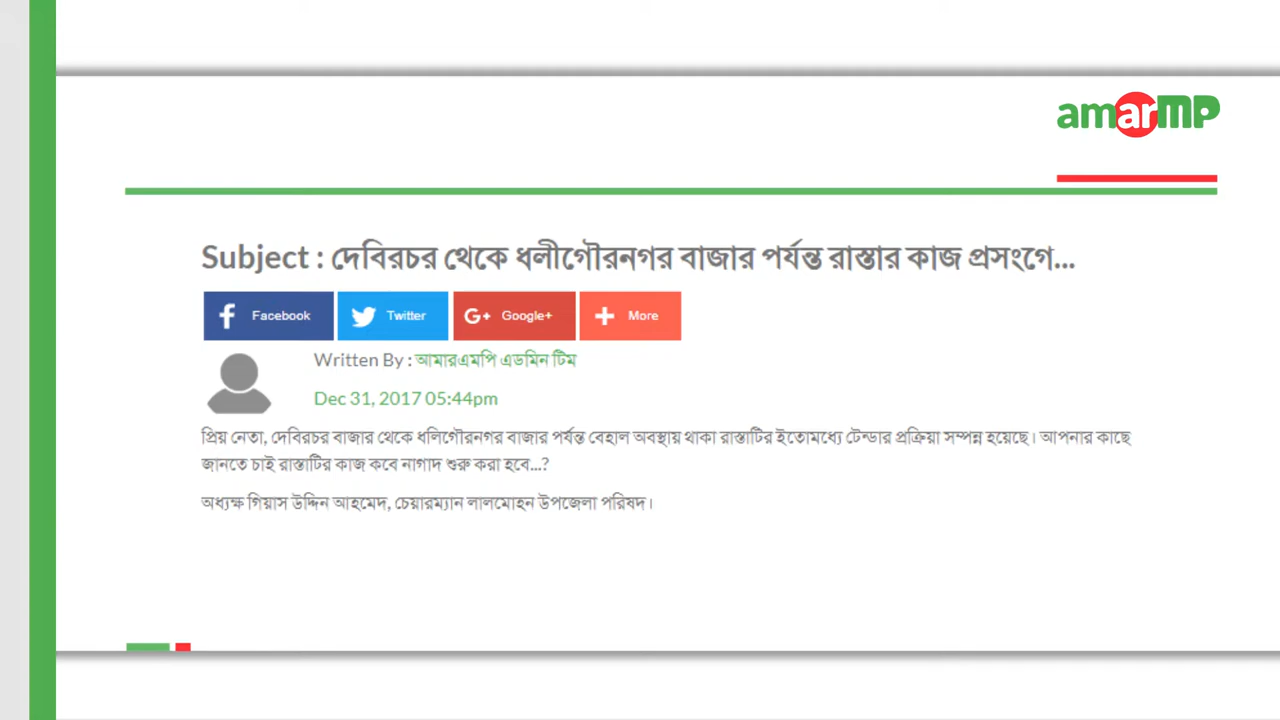 amarMP
Subject : দেবিরচর থেকে ধলীগৌরনগর বাজার পর্যন্ত রাস্তার কাজ প্রসংগে...
Facebook Twitter Google+ More
Written By : আমারএমপি এডমিন টিম
Dec 31, 2017 05:44pm
প্রিয় নেতা, দেবিরচর বাজার থেকে ধলিগৌরনগর বাজার পর্যন্ত বেহাল অবস্থায় থাকা রাস্তাটির ইতোমধ্যে টেন্ডার প্রক্রিয়া সম্পন্ন হয়েছে। আপনার কাছে
জানতে চাই রাস্তাটির কাজ কবে নাগাদ শুরু করা হবে...?
অধ্যক্ষ গিয়াস উদ্দিন আহমেদ, চেয়ারম্যান লালমোহন উপজেলা পরিষদ।